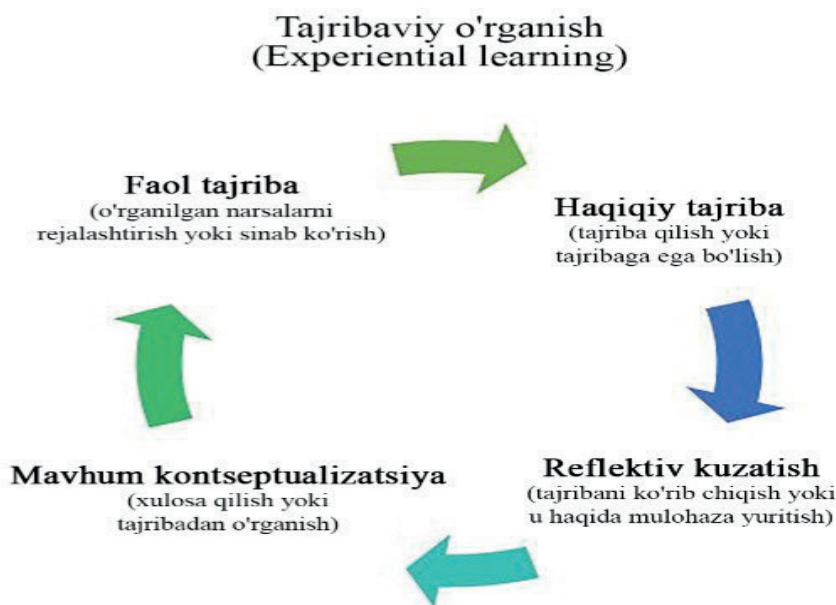 Tajribaviy o'rganish
(Experiential learning)
Faol tajriba
(o'rganilgan narsalarni
rejalashtirish yoki sinab ko'rish)
Haqiqiy tajriba
(tajriba qilish yoki
tajribaga ega bo'lish)
Reflektiv kuzatish
(tajribani ko'rib chiqish yoki
u haqida mulohaza yuritish)
Mavhum kontseptualizatsiya
(xulosa qilish yoki
tajribadan o'rganish)